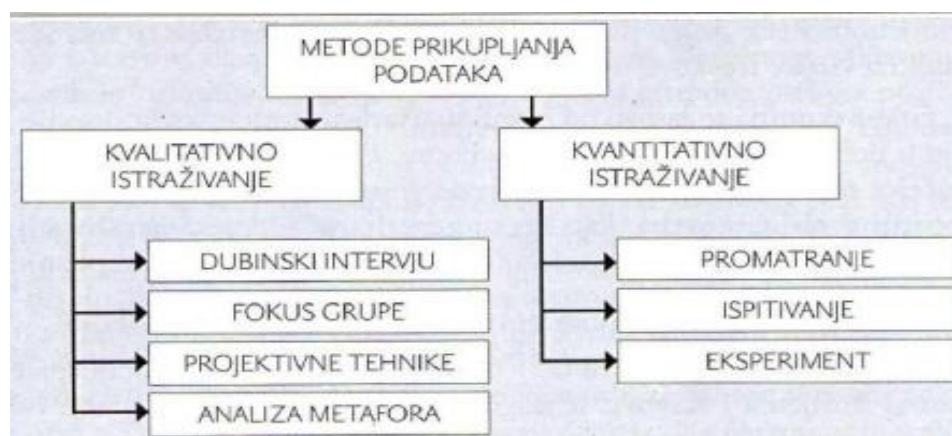 METODE PRIKUPLJANJA
PODATAKA
KVALITATIVNO
ISTRAŽIVANJE
DUBINSKI INTERVJU
FOKUS GRUPE
PROJEKTIVNE TEHNIKE
ANALIZA METAFORA
KVANTITATIVNO
ISTRAŽIVANJE
PROMATRANJE
ISPITIVANJE
EKSPERIMENT